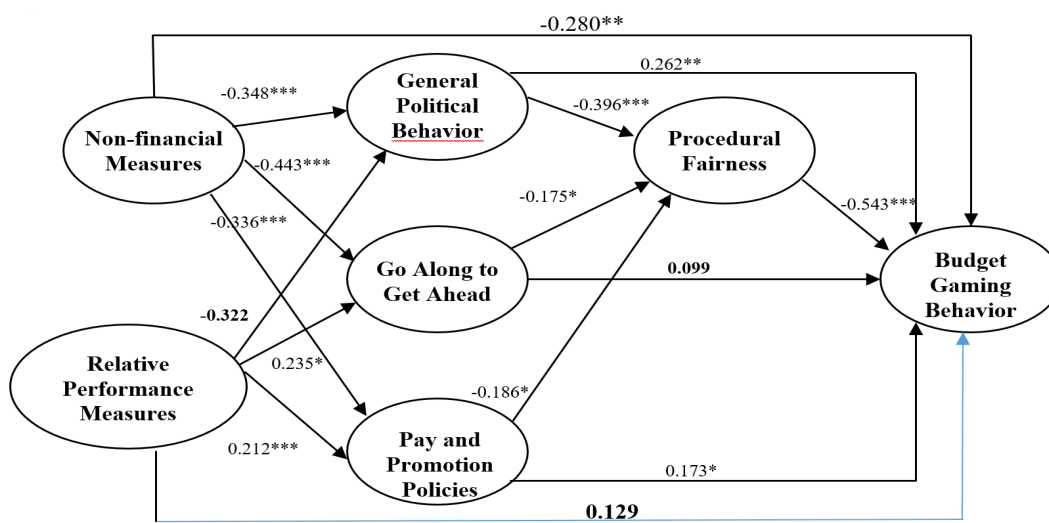 -0.280**
General
Political
Behavior
0.262**
-0.348***
-0.396***
Non-financial
Measures
Procedural
Fairness
-0.443***
-0.175*
-0.543***
-0.336***
Go Along to
Get Ahead
0.099
Budget
Gaming
Behavior
-0.322
Relative
Performance
Measures
0.235*
-0.186*
Pay and
Promotion
Policies
0.212***
0.173*
0.129